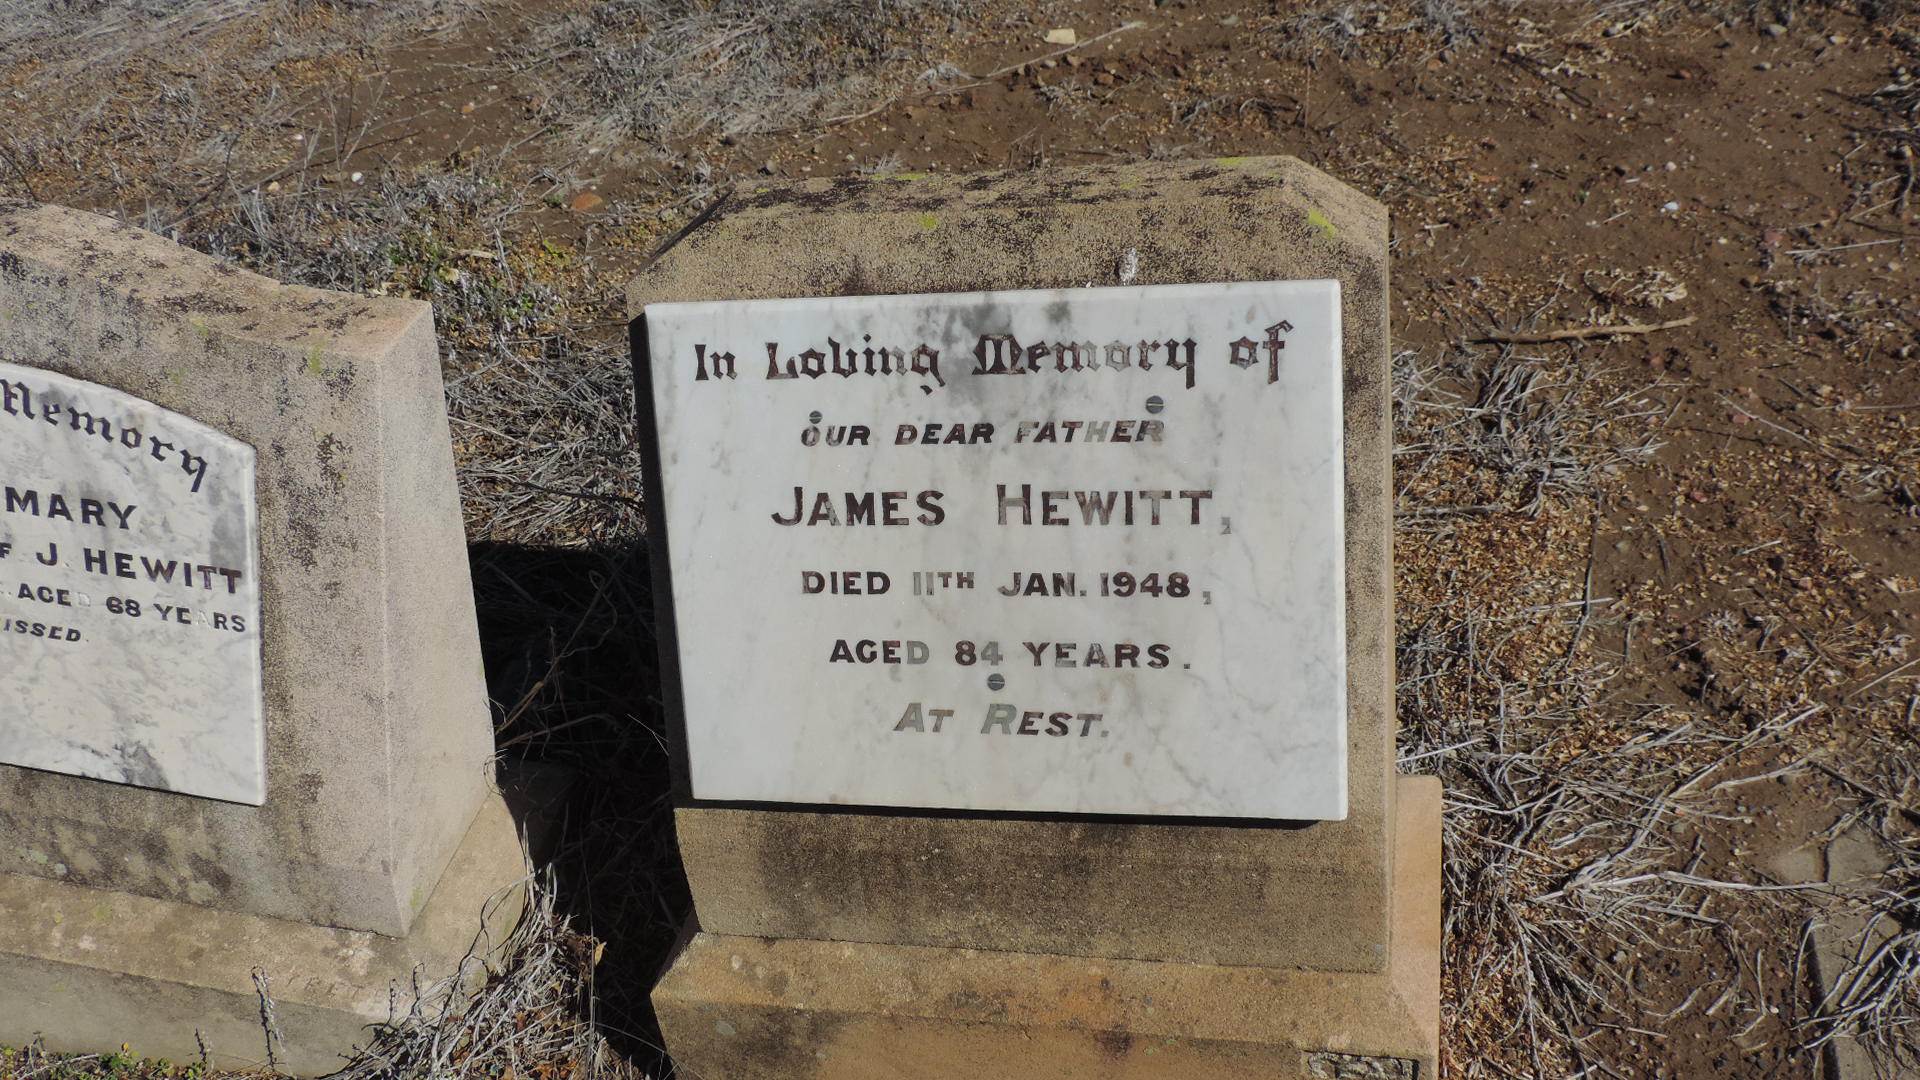 Memory
MARY
F J. HEWITT
AGED 68 YEARS
ISSED.
In Loving Memory of
OUR DEAR FATHER
JAMES HEWITT,
DIED 11TH JAN. 1948,
AGED 84 YEARS.
AT REST.